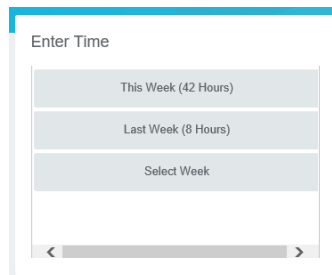 Enter Time
This Week (42 Hours)
Last Week (8 Hours)
Select Week